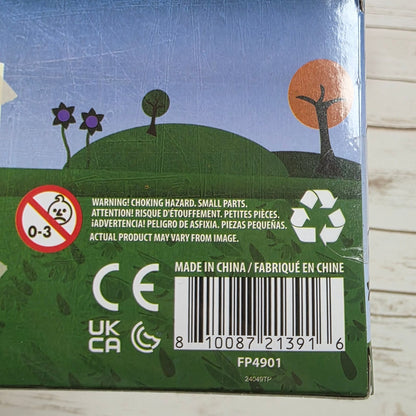 WARNING! CHOKING HAZARD. SMALL PARTS.
ATTENTION! RISQUE D'ÉTOUFFEMENT. PETITES PIÈCES.
¡ADVERTENCIA! PELIGRO DE ASFIXIA. PIEZAS PEQUEÑAS.
ACTUAL PRODUCT MAY VARY FROM IMAGE.
0-3
MADE IN CHINA / FABRIQUÉ EN CHINE
CE
UK
CA
8 10087 21391 6
FP4901
24049TP